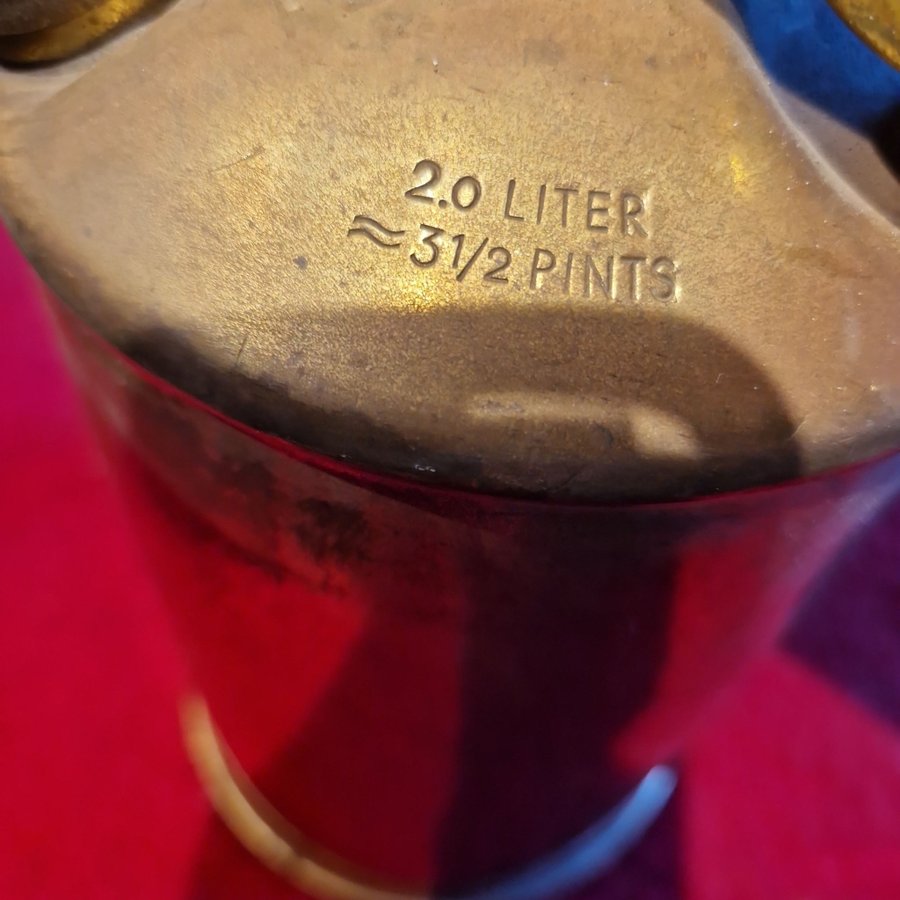 2.0 LITER
≈31/2 PINTS